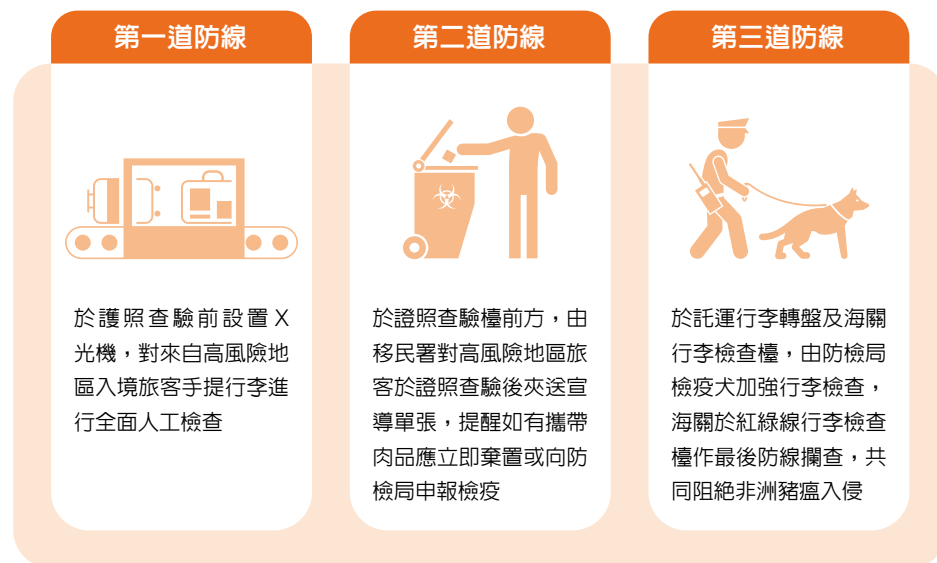 第一道防線
於護照查驗前設置X
光機，對來自高風險地
區入境旅客手提行李進
行全面人工檢查
第二道防線
於證照查驗檯前方，由
移民署對高風險地區旅
客於證照查驗後夾送宣
導單張，提醒如有攜帶
肉品應立即棄置或向防
檢局申報檢疫
第三道防線
於託運行李轉盤及海關
行李檢查檯，由防檢局
檢疫犬加強行李檢查，
海關於紅綠線行李檢查
檯作最後防線攔查，共
同阻絕非洲豬瘟入侵